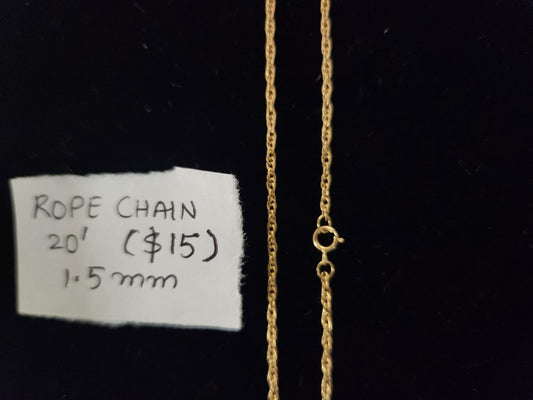 ROPE CHAIN
20' ($15)
1.5mm